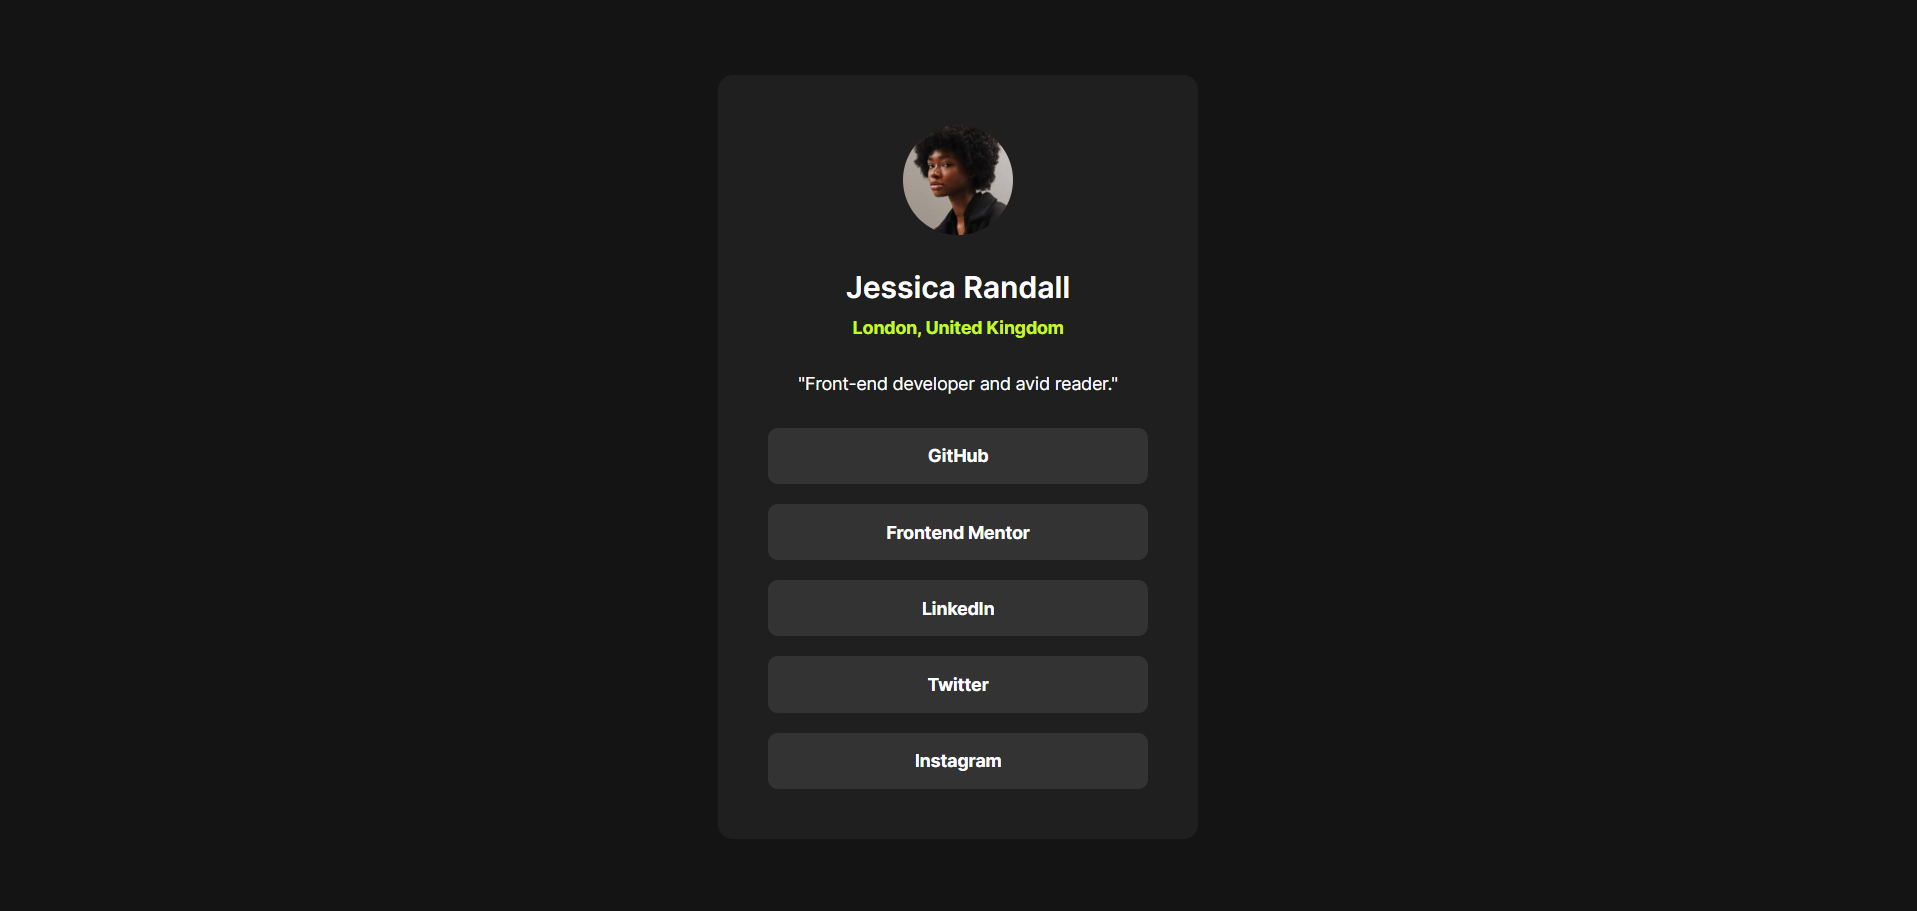 Jessica Randall
London, United Kingdom
"Front-end developer and avid reader."
GitHub
Frontend Mentor
LinkedIn
Twitter
Instagram